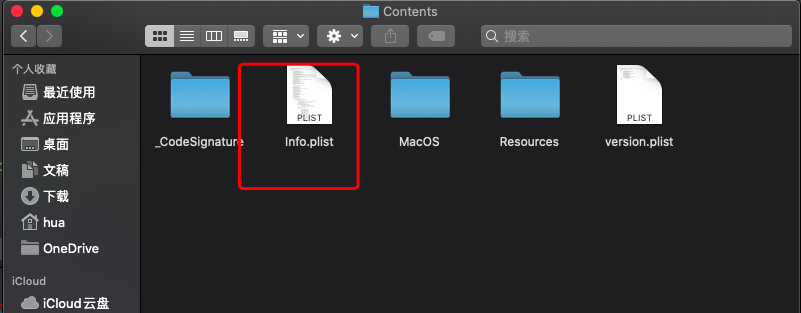 Contents
搜索
个人收藏
最近使用
应用程序
桌面
文稿
下载
hua
OneDrive
iCloud
iCloud云盘
PLIST
PLIST
_CodeSignature
Info.plist
MacOS
Resources
version.plist